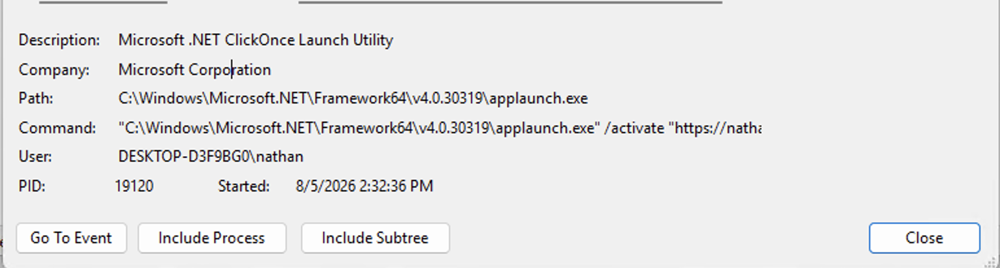 Description: Microsoft .NET ClickOnce Launch Utility
Company: Microsoft Corporation
Path: C:\Windows\Microsoft.NET\Framework64\v4.0.30319\applaunch.exe
Command: "C:\Windows\Microsoft.NET\Framework64\v4.0.30319\applaunch.exe" /activate "https://natha
User: DESKTOP-D3F9BG0\nathan
PID: 19120 Started: 8/5/2026 2:32:36 PM
Go To Event Include Process Include Subtree Close